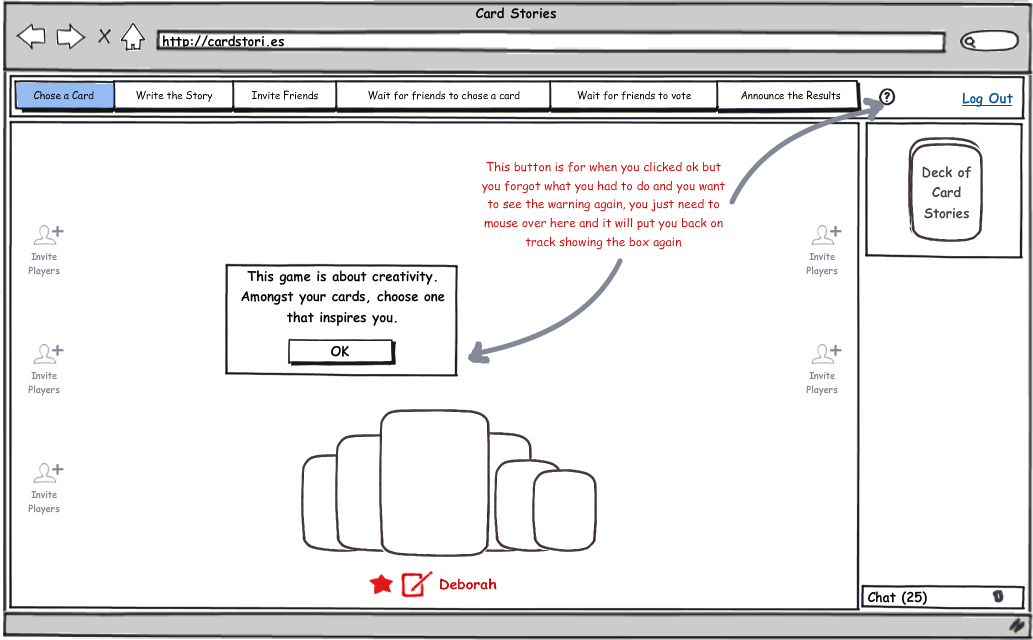 Card Stories
http://cardstori.es
Chose a Card
Write the Story
Invite Friends
Wait for friends to chose a card
Wait for friends to vote
Announce the Results
?
Log Out
This button is for when you clicked ok but
you forgot what you had to do and you want
to see the warning again, you just need to
mouse over here and it will put you back on
track showing the box again
Deck of
Card
Stories
Invite
Players
Invite
Players
This game is about creativity.
Amongst your cards, choose one
that inspires you.
OK
Invite
Players
Invite
Players
Invite
Players
Deborah
Chat (25)